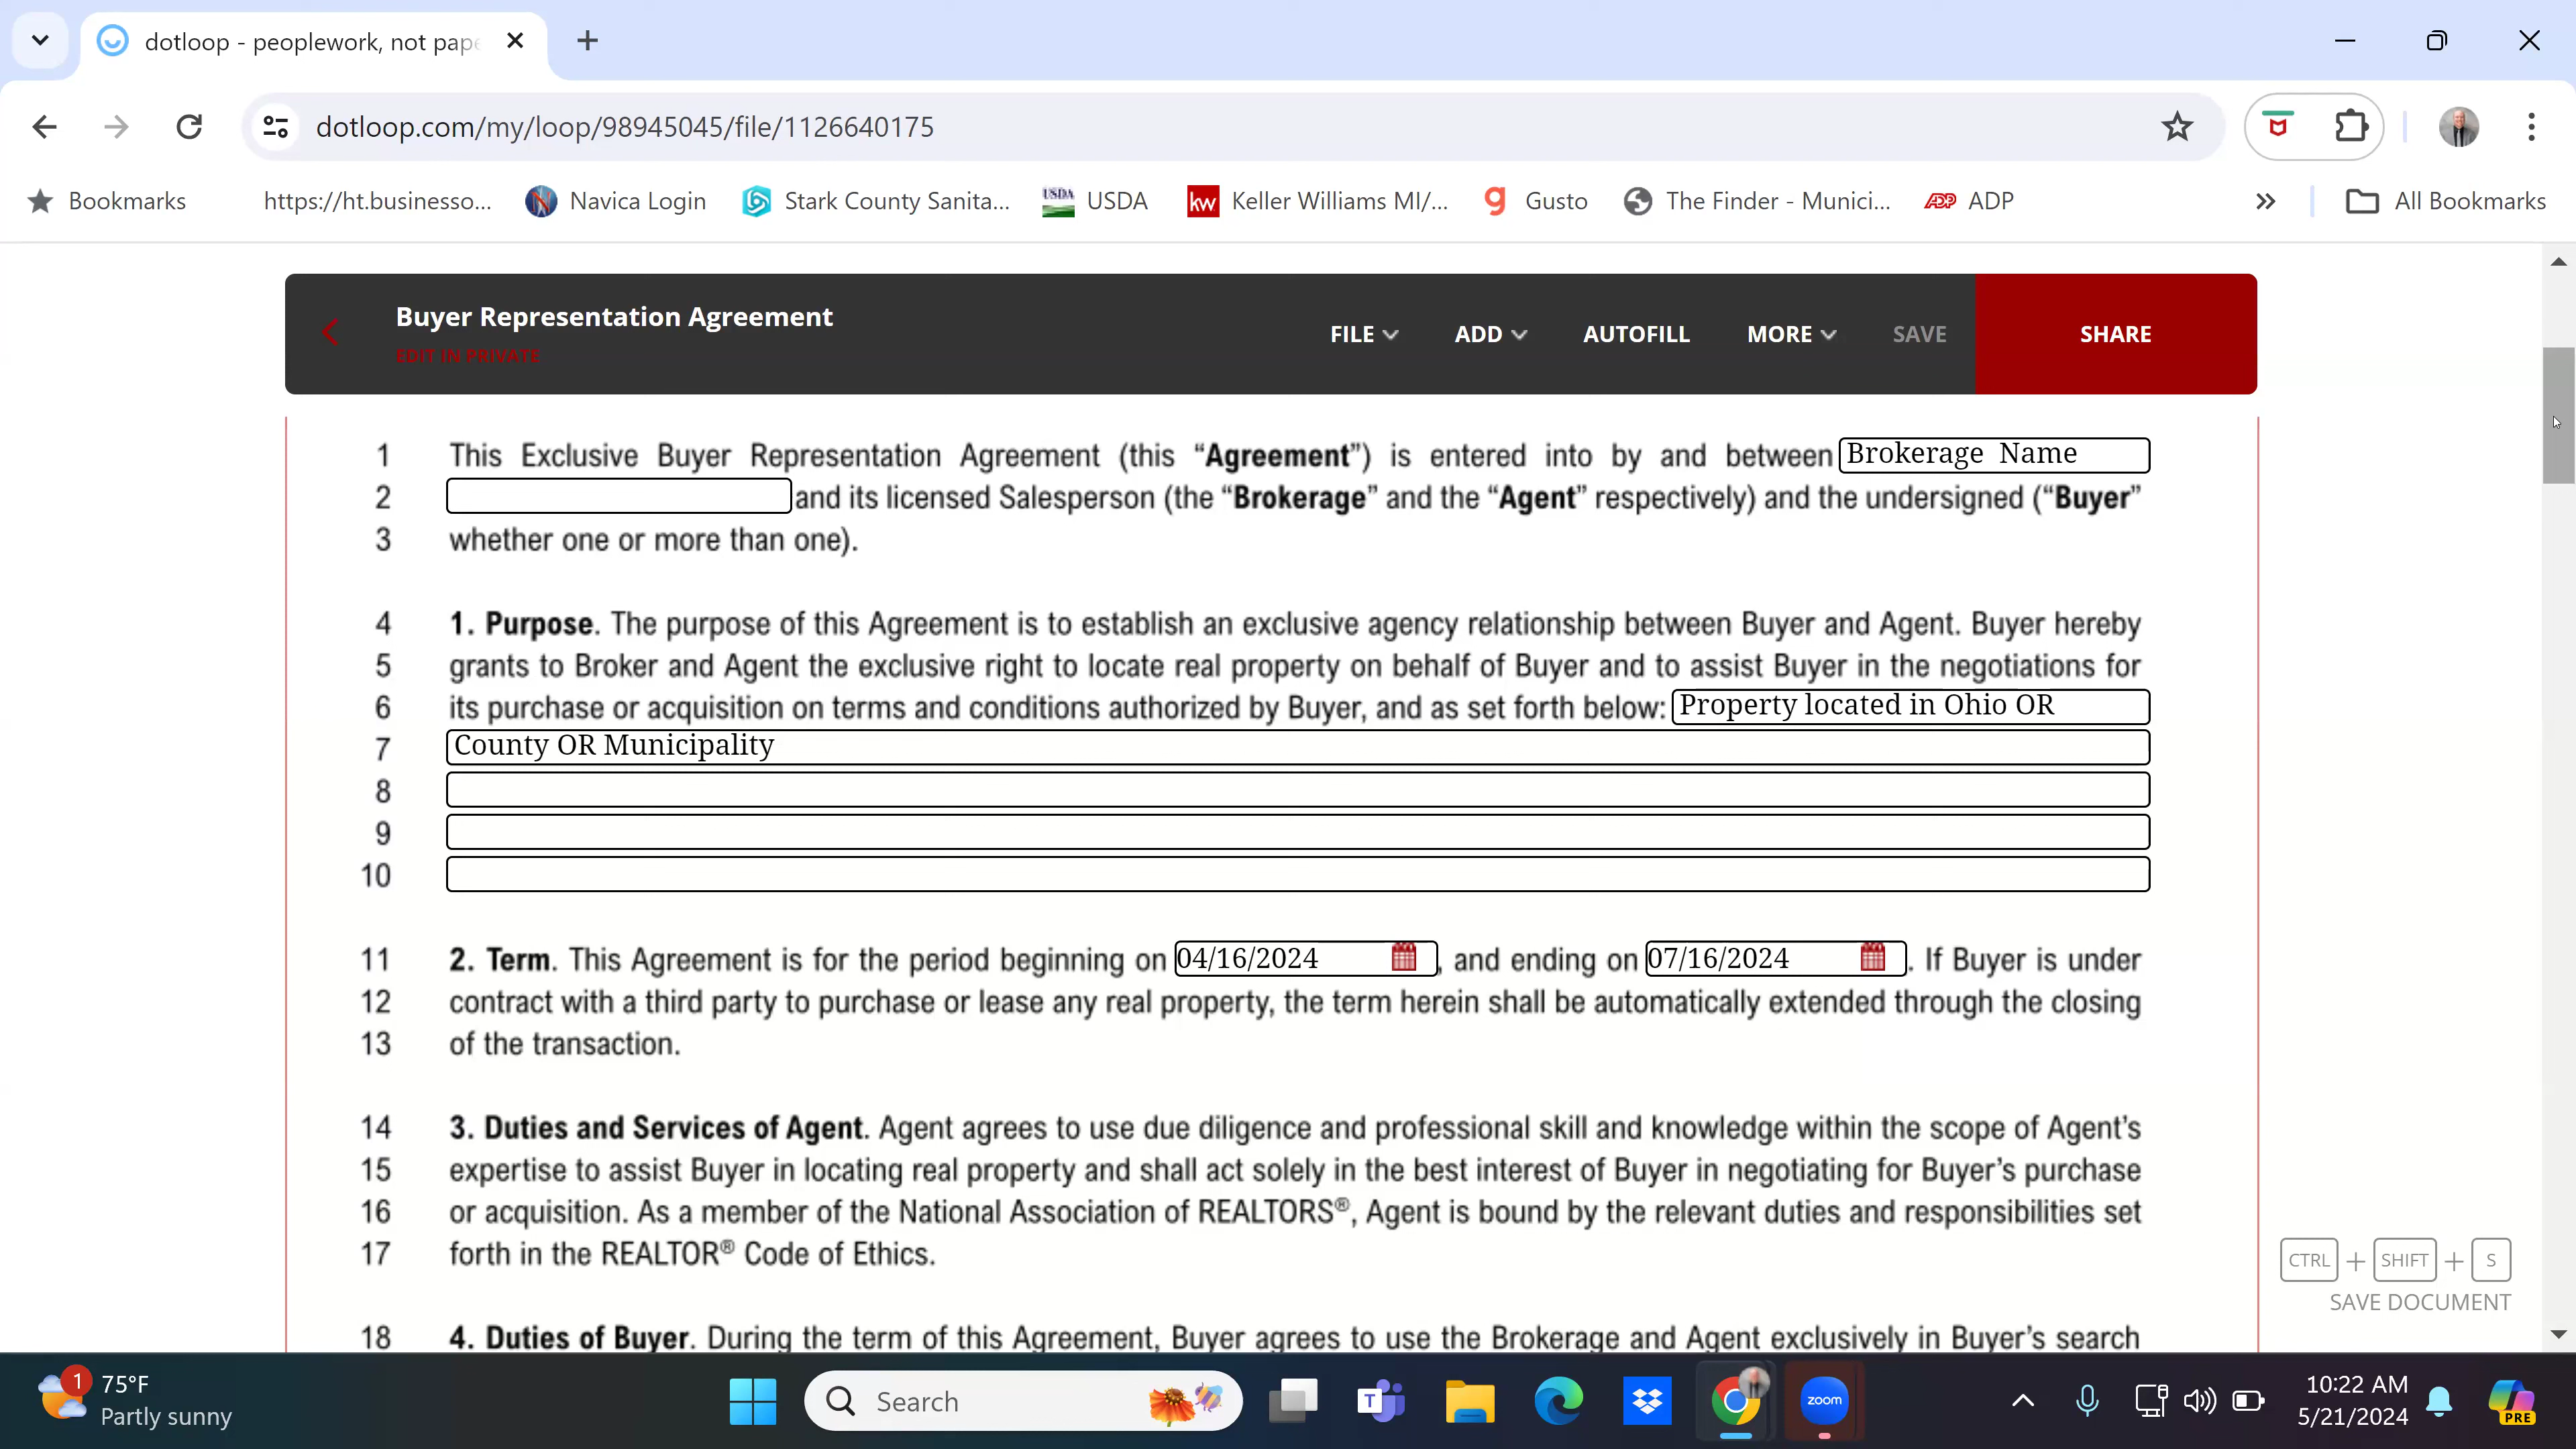 dotloop - peoplework, not pape
dotloop.com/my/loop/98945045/file/1126640175
Bookmarks https://ht.businesso... Navica Login Stark County Sanita... USDA USDA kw Keller Williams MI/... g Gusto The Finder - Munici... ADP ADP » All Bookmarks
Buyer Representation Agreement
EDIT IN PRIVATE
FILE ADD AUTOFILL MORE SAVE SHARE
1 This Exclusive Buyer Representation Agreement (this “Agreement”) is entered into by and between Brokerage Name
2 and its licensed Salesperson (the “Brokerage” and the “Agent” respectively) and the undersigned (“Buyer”
3 whether one or more than one).
4 1. Purpose. The purpose of this Agreement is to establish an exclusive agency relationship between Buyer and Agent. Buyer hereby
5 grants to Broker and Agent the exclusive right to locate real property on behalf of Buyer and to assist Buyer in the negotiations for
6 its purchase or acquisition on terms and conditions authorized by Buyer, and as set forth below: Property located in Ohio OR
7 County OR Municipality
8
9
10
11 2. Term. This Agreement is for the period beginning on 04/16/2024, and ending on 07/16/2024. If Buyer is under
12 contract with a third party to purchase or lease any real property, the term herein shall be automatically extended through the closing
13 of the transaction.
14 3. Duties and Services of Agent. Agent agrees to use due diligence and professional skill and knowledge within the scope of Agent’s
15 expertise to assist Buyer in locating real property and shall act solely in the best interest of Buyer in negotiating for Buyer’s purchase
16 or acquisition. As a member of the National Association of REALTORS®, Agent is bound by the relevant duties and responsibilities set
17 forth in the REALTOR® Code of Ethics.
18 4. Duties of Buyer. During the term of this Agreement, Buyer agrees to use the Brokerage and Agent exclusively in Buyer’s search
CTRL + SHIFT + S
SAVE DOCUMENT
1 75°F
Partly sunny
Search
T
zoom
10:22 AM
5/21/2024
PRE